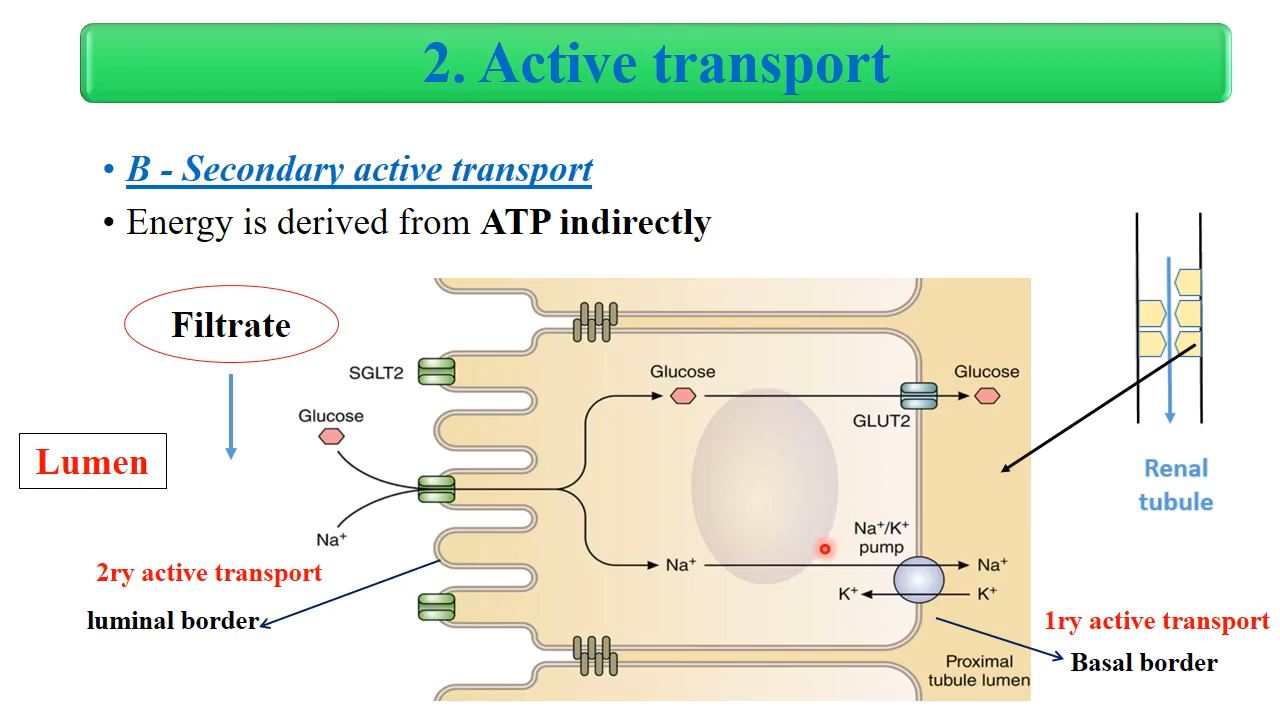 2. Active transport
• B - Secondary active transport
• Energy is derived from ATP indirectly
Filtrate
Lumen
SGLT2
Glucose
Na⁺
Glucose
Na⁺
Glucose
GLUT2
Na⁺/K⁺
pump
Na⁺
K⁺
K⁺
2ry active transport
luminal border
1ry active transport
Basal border
Proximal
tubule lumen
Renal
tubule